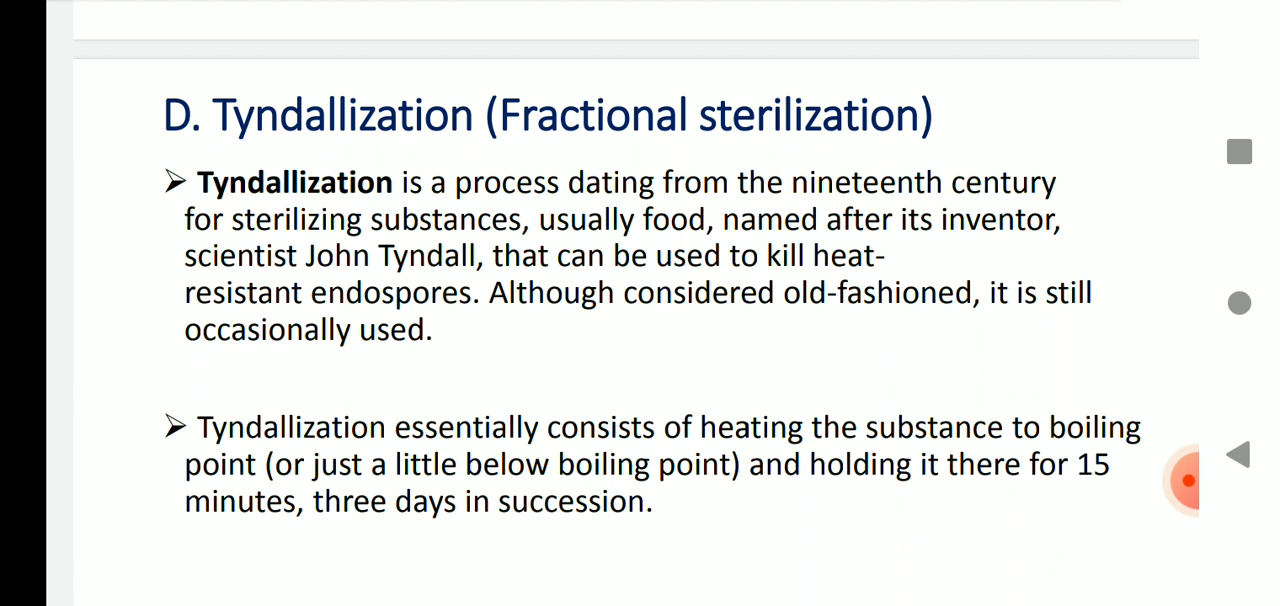 D. Tyndallization (Fractional sterilization)
➢ Tyndallization is a process dating from the nineteenth century
for sterilizing substances, usually food, named after its inventor,
scientist John Tyndall, that can be used to kill heat-
resistant endospores. Although considered old-fashioned, it is still
occasionally used.
➢ Tyndallization essentially consists of heating the substance to boiling
point (or just a little below boiling point) and holding it there for 15
minutes, three days in succession.